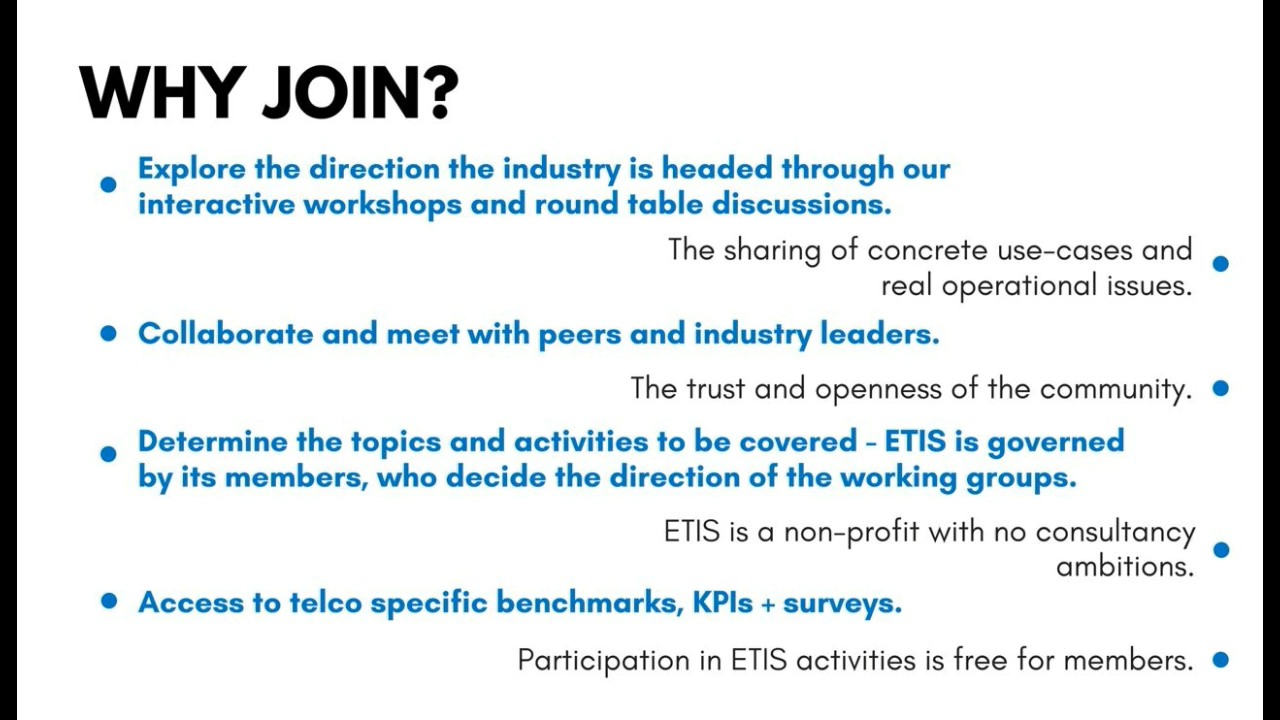 WHY JOIN?
Explore the direction the industry is headed through our
interactive workshops and round table discussions.
The sharing of concrete use-cases and
real operational issues.
Collaborate and meet with peers and industry leaders.
The trust and openness of the community.
Determine the topics and activities to be covered - ETIS is governed
by its members, who decide the direction of the working groups.
ETIS is a non-profit with no consultancy
ambitions.
Access to telco specific benchmarks, KPIs + surveys.
Participation in ETIS activities is free for members.